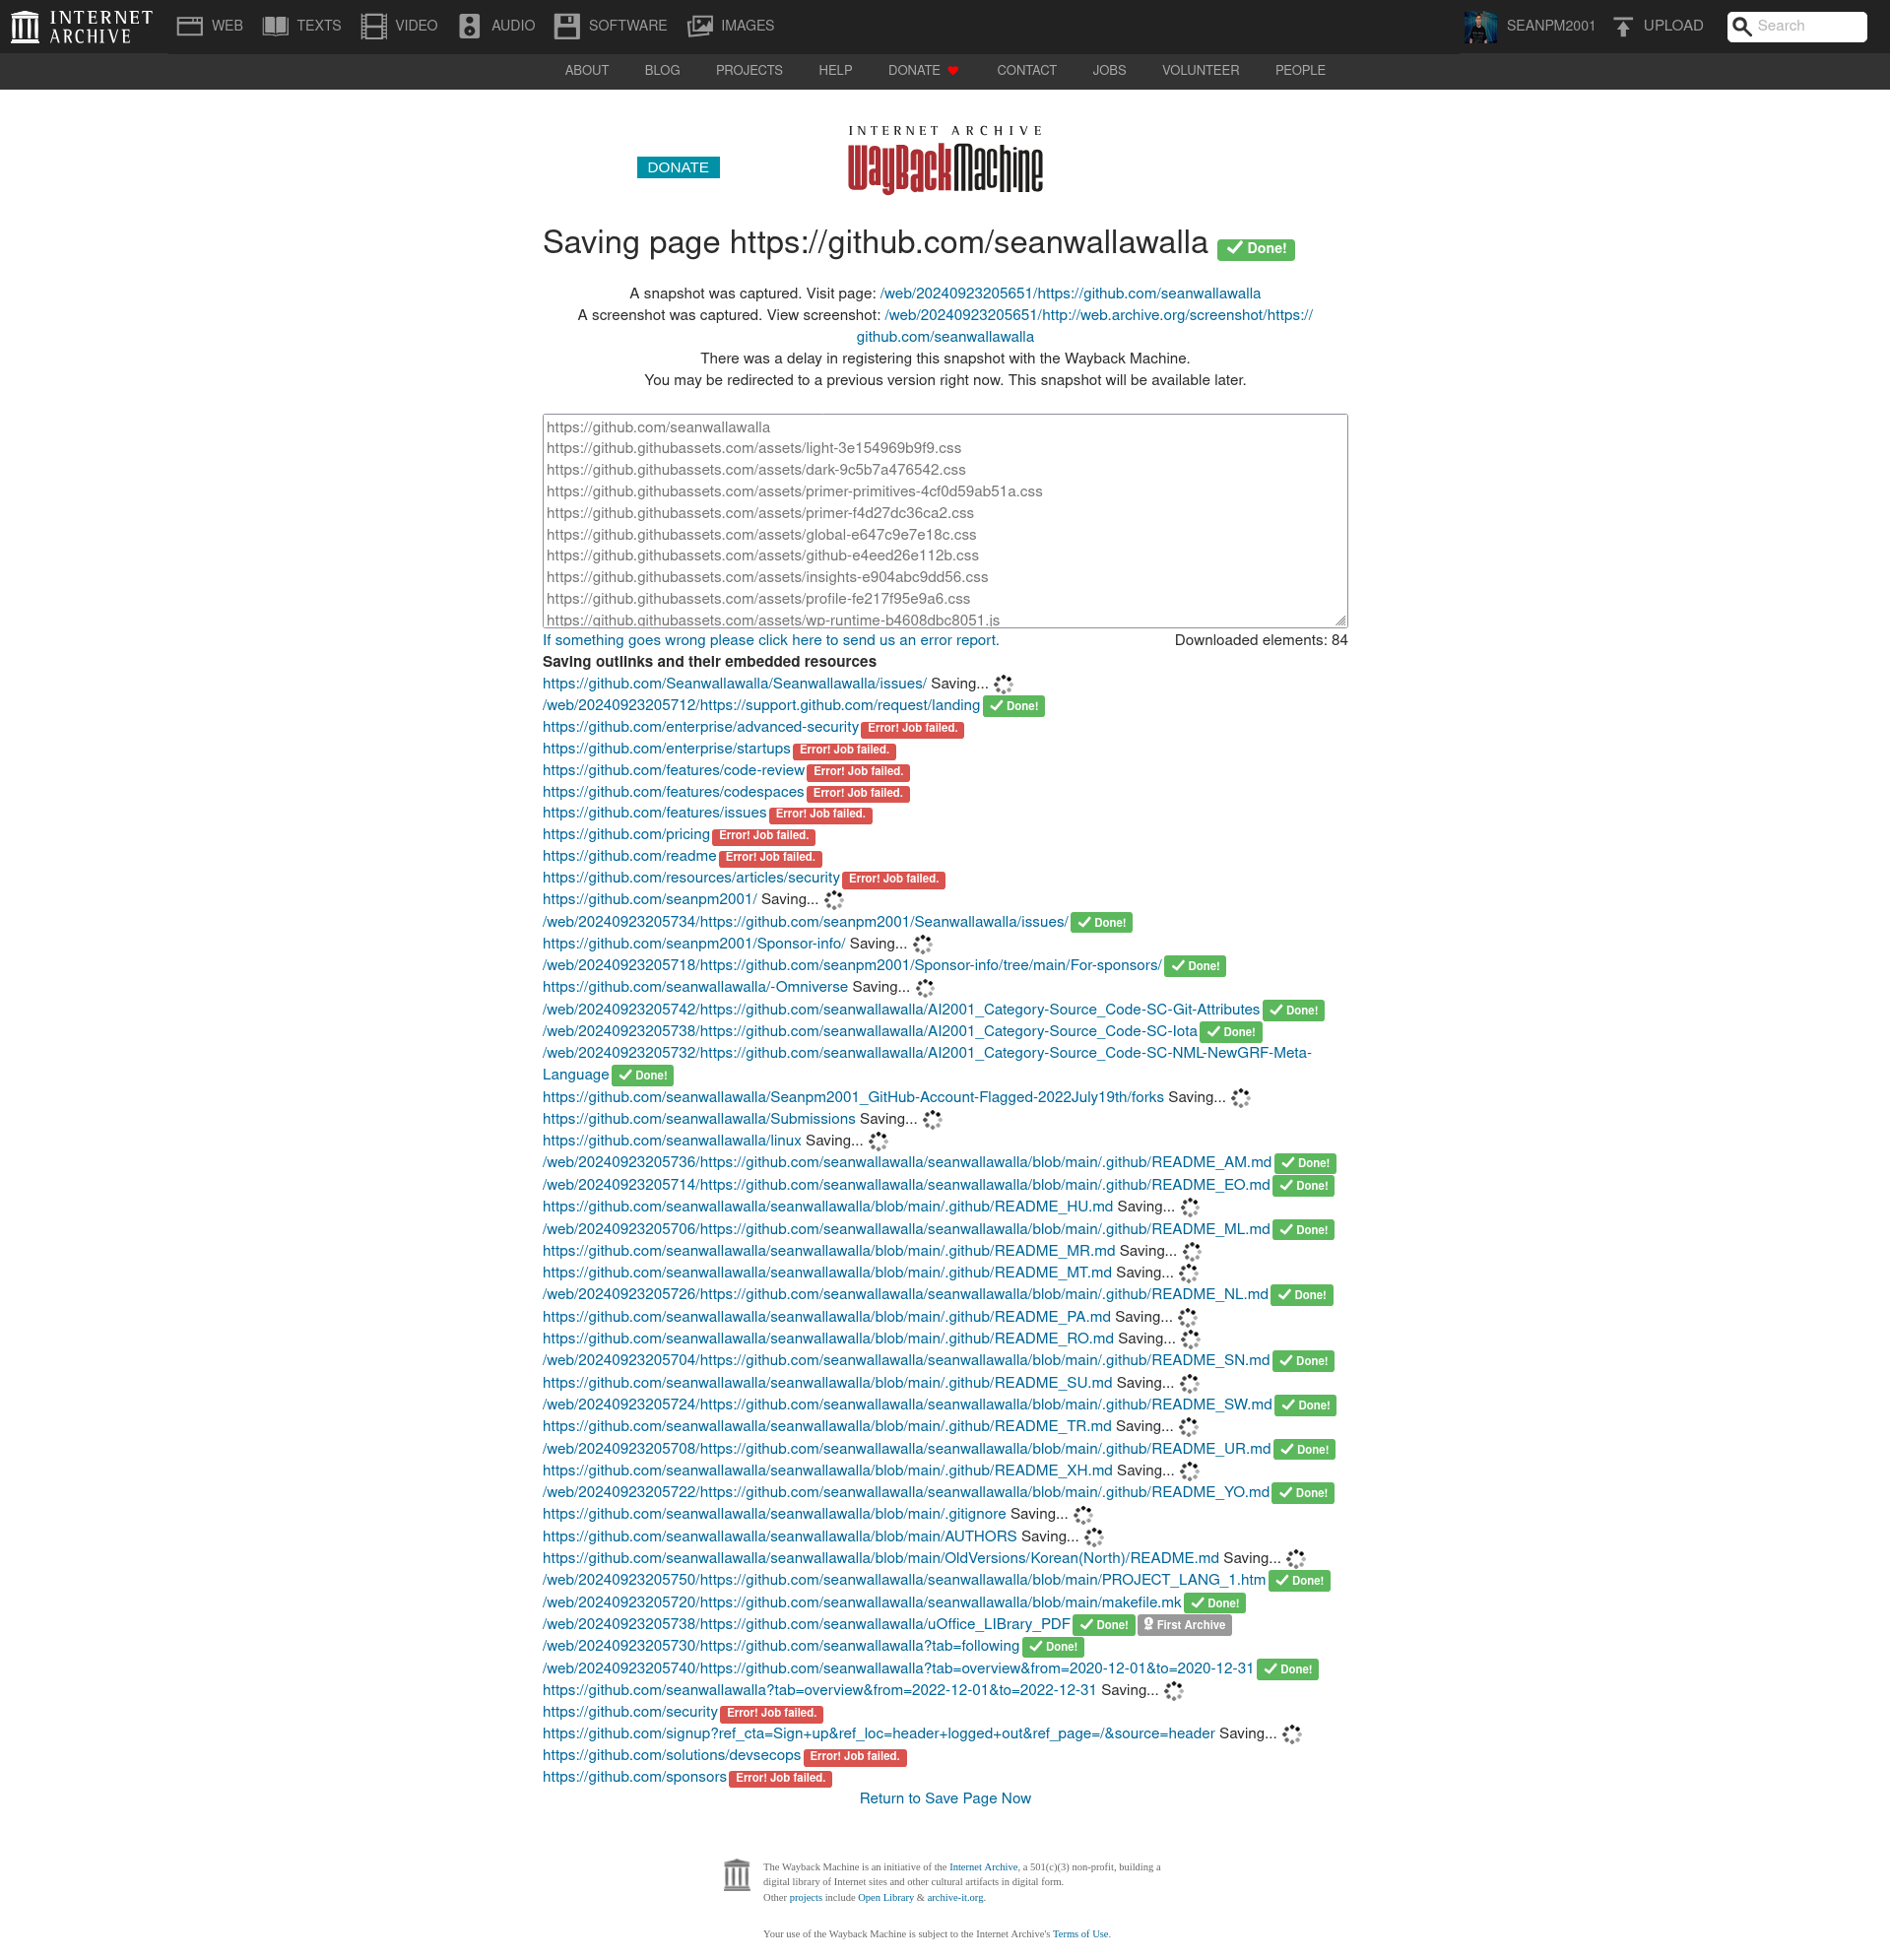 INTERNET ARCHIVE
WEB TEXTS VIDEO AUDIO SOFTWARE IMAGES SEANPM2001 UPLOAD Search
ABOUT BLOG PROJECTS HELP DONATE CONTACT JOBS VOLUNTEER PEOPLE
INTERNET ARCHIVE
DONATE WayBackMachine
Saving page https://github.com/seanwallawalla Done!
A snapshot was captured. Visit page: /web/20240923205651/https://github.com/seanwallawalla
A screenshot was captured. View screenshot: /web/20240923205651/http://web.archive.org/screenshot/https://
github.com/seanwallawalla
There was a delay in registering this snapshot with the Wayback Machine.
You may be redirected to a previous version right now. This snapshot will be available later.
https://github.com/seanwallawalla
https://github.githubassets.com/assets/light-3e154969b9f9.css
https://github.githubassets.com/assets/dark-9c5b7a476542.css
https://github.githubassets.com/assets/primer-primitives-4cf0d59ab51a.css
https://github.githubassets.com/assets/primer-f4d27dc36ca2.css
https://github.githubassets.com/assets/global-e647c9e7e18c.css
https://github.githubassets.com/assets/github-e4eed26e112b.css
https://github.githubassets.com/assets/insights-e904abc9dd56.css
https://github.githubassets.com/assets/profile-fe217f95e9a6.css
https://github.githubassets.com/assets/wp-runtime-b4608dbc8051.js
If something goes wrong please click here to send us an error report. Downloaded elements: 84
Saving outlinks and their embedded resources
https://github.com/Seanwallawalla/Seanwallawalla/issues/ Saving...
/web/20240923205712/https://support.github.com/request/landing Done!
https://github.com/enterprise/advanced-security Error! Job failed.
https://github.com/enterprise/startups Error! Job failed.
https://github.com/features/code-review Error! Job failed.
https://github.com/features/codespaces Error! Job failed.
https://github.com/features/issues Error! Job failed.
https://github.com/pricing Error! Job failed.
https://github.com/readme Error! Job failed.
https://github.com/resources/articles/security Error! Job failed.
https://github.com/seanpm2001/ Saving...
/web/20240923205734/https://github.com/seanpm2001/Seanwallawalla/issues/ Done!
https://github.com/seanpm2001/Sponsor-info/ Saving...
/web/20240923205718/https://github.com/seanpm2001/Sponsor-info/tree/main/For-sponsors/ Done!
https://github.com/seanwallawalla/-Omniverse Saving...
/web/20240923205742/https://github.com/seanwallawalla/AI2001_Category-Source_Code-SC-Git-Attributes Done!
/web/20240923205738/https://github.com/seanwallawalla/AI2001_Category-Source_Code-SC-Iota Done!
/web/20240923205732/https://github.com/seanwallawalla/AI2001_Category-Source_Code-SC-NML-NewGRF-Meta-
Language Done!
https://github.com/seanwallawalla/Seanpm2001_GitHub-Account-Flagged-2022July19th/forks Saving...
https://github.com/seanwallawalla/Submissions Saving...
https://github.com/seanwallawalla/linux Saving...
/web/20240923205736/https://github.com/seanwallawalla/seanwallawalla/blob/main/.github/README_AM.md Done!
/web/20240923205714/https://github.com/seanwallawalla/seanwallawalla/blob/main/.github/README_EO.md Done!
https://github.com/seanwallawalla/seanwallawalla/blob/main/.github/README_HU.md Saving...
/web/20240923205706/https://github.com/seanwallawalla/seanwallawalla/blob/main/.github/README_ML.md Done!
https://github.com/seanwallawalla/seanwallawalla/blob/main/.github/README_MR.md Saving...
https://github.com/seanwallawalla/seanwallawalla/blob/main/.github/README_MT.md Saving...
/web/20240923205726/https://github.com/seanwallawalla/seanwallawalla/blob/main/.github/README_NL.md Done!
https://github.com/seanwallawalla/seanwallawalla/blob/main/.github/README_PA.md Saving...
https://github.com/seanwallawalla/seanwallawalla/blob/main/.github/README_RO.md Saving...
/web/20240923205704/https://github.com/seanwallawalla/seanwallawalla/blob/main/.github/README_SN.md Done!
https://github.com/seanwallawalla/seanwallawalla/blob/main/.github/README_SU.md Saving...
/web/20240923205724/https://github.com/seanwallawalla/seanwallawalla/blob/main/.github/README_SW.md Done!
https://github.com/seanwallawalla/seanwallawalla/blob/main/.github/README_TR.md Saving...
/web/20240923205708/https://github.com/seanwallawalla/seanwallawalla/blob/main/.github/README_UR.md Done!
https://github.com/seanwallawalla/seanwallawalla/blob/main/.github/README_XH.md Saving...
/web/20240923205722/https://github.com/seanwallawalla/seanwallawalla/blob/main/.github/README_YO.md Done!
https://github.com/seanwallawalla/seanwallawalla/blob/main/.gitignore Saving...
https://github.com/seanwallawalla/seanwallawalla/blob/main/AUTHORS Saving...
https://github.com/seanwallawalla/seanwallawalla/blob/main/OldVersions/Korean(North)/README.md Saving...
/web/20240923205750/https://github.com/seanwallawalla/seanwallawalla/blob/main/PROJECT_LANG_1.htm Done!
/web/20240923205720/https://github.com/seanwallawalla/seanwallawalla/blob/main/makefile.mk Done!
/web/20240923205738/https://github.com/seanwallawalla/uOffice_LIBrary_PDF Done! First Archive
/web/20240923205730/https://github.com/seanwallawalla?tab=following Done!
/web/20240923205740/https://github.com/seanwallawalla?tab=overview&from=2020-12-01&to=2020-12-31 Done!
https://github.com/seanwallawalla?tab=overview&from=2022-12-01&to=2022-12-31 Saving...
https://github.com/security Error! Job failed.
https://github.com/signup?ref_cta=Sign+up&ref_loc=header+logged+out&ref_page=/&source=header Saving...
https://github.com/solutions/devsecops Error! Job failed.
https://github.com/sponsors Error! Job failed.
Return to Save Page Now
The Wayback Machine is an initiative of the Internet Archive, a 501(c)(3) non-profit, building a
digital library of Internet sites and other cultural artifacts in digital form.
Other projects include Open Library & archive-it.org.
Your use of the Wayback Machine is subject to the Internet Archive's Terms of Use.